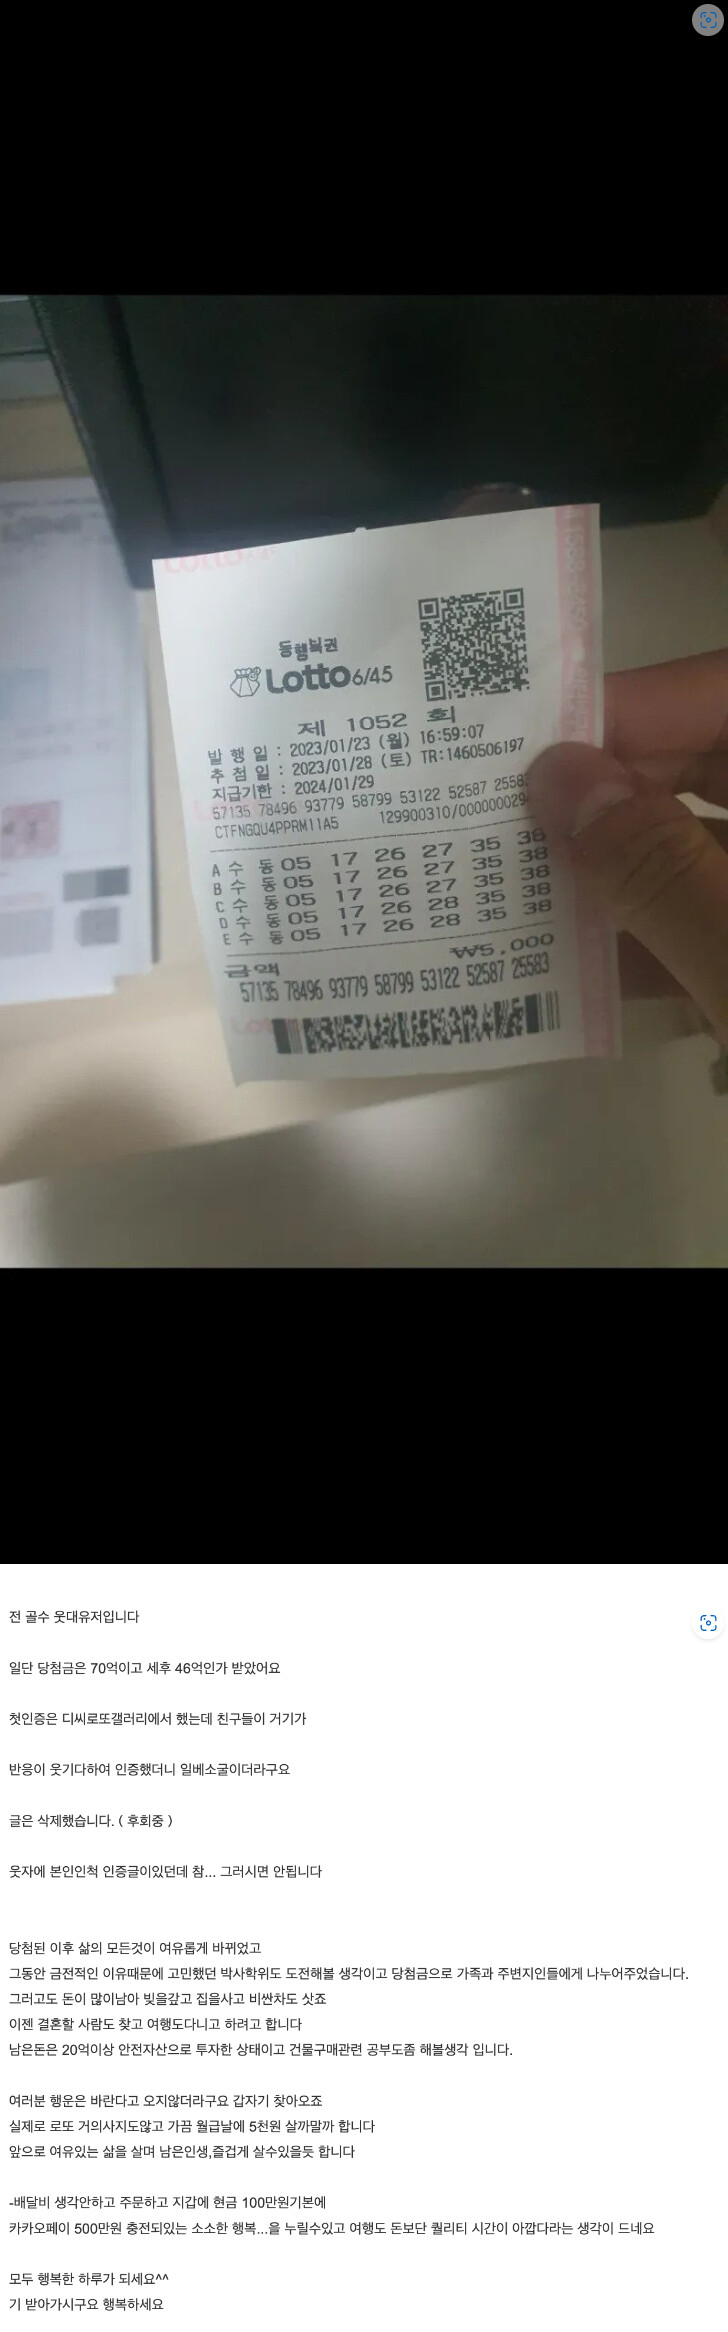 Lotto 6/45
동행복권
Lotto 6/45
제 1052 회
발 행 일 : 2023/01/23 (월) 16:59:07
추 첨 일 : 2023/01/28 (토) TR:1460506197
지급기한 : 2024/01/29
57135 78496 93779 58799 53122 52587 25583
CTFNGQU4PPRM11A5 129900310/000000029
A 수 동 05 17 26 27 35 38
B 수 동 05 17 26 27 35 38
C 수 동 05 17 26 27 35 38
D 수 동 05 17 26 28 35 38
E 수 동 05 17 26 28 35 38
금액 ₩5,000
57135 78496 93779 58799 53122 52587 25583
전 골수 웃대유저입니다
일단 당첨금은 70억이고 세후 46억인가 받았어요
첫인증은 디씨로또갤러리에서 했는데 친구들이 거기가
반응이 웃기다하여 인증했더니 일베소굴이더라구요
글은 삭제했습니다. ( 후회중 )
웃자에 본인인척 인증글이있던데 참... 그러시면 안됩니다
당첨된 이후 삶의 모든것이 여유롭게 바뀌었고
그동안 금전적인 이유때문에 고민했던 박사학위도 도전해볼 생각이고 당첨금으로 가족과 주변지인들에게 나누어주었습니다.
그러고도 돈이 많이남아 빚을갚고 집을사고 비싼차도 삿죠
이젠 결혼할 사람도 찾고 여행도다니고 하려고 합니다
남은돈은 20억이상 안전자산으로 투자한 상태이고 건물구매관련 공부도좀 해볼생각 입니다.
여러분 행운은 바란다고 오지않더라구요 갑자기 찾아오죠
실제로 로또 거의사지도않고 가끔 월급날에 5천원 살까말까 합니다
앞으로 여유있는 삶을 살며 남은인생,즐겁게 살수있을듯 합니다
-배달비 생각안하고 주문하고 지갑에 현금 100만원기본에
카카오페이 500만원 충전되있는 소소한 행복...을 누릴수있고 여행도 돈보단 퀄리티 시간이 아깝다라는 생각이 드네요
모두 행복한 하루가 되세요^^
기 받아가시구요 행복하세요